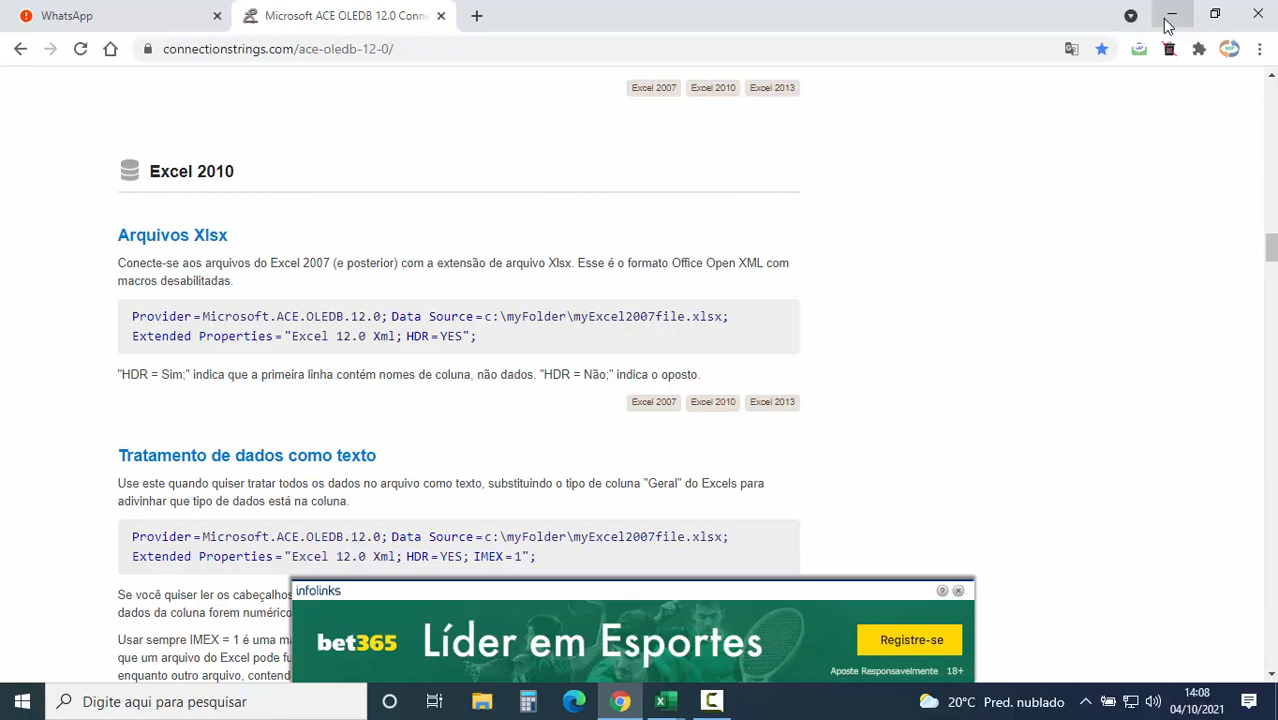 WhatsApp
Microsoft ACE OLEDB 12.0 Conne
connectionstrings.com/ace-oledb-12-0/
Excel 2007 Excel 2010 Excel 2013
Excel 2010
Arquivos Xlsx
Conecte-se aos arquivos do Excel 2007 (e posterior) com a extensão de arquivo Xlsx. Esse é o formato Office Open XML com
macros desabilitadas.
Provider=Microsoft.ACE.OLEDB.12.0; Data Source=c:\myFolder\myExcel2007file.xlsx;
Extended Properties="Excel 12.0 Xml; HDR=YES";
"HDR = Sim;" indica que a primeira linha contém nomes de coluna, não dados. "HDR = Não;" indica o oposto.
Excel 2007 Excel 2010 Excel 2013
Tratamento de dados como texto
Use este quando quiser tratar todos os dados no arquivo como texto, substituindo o tipo de coluna "Geral" do Excels para
adivinhar que tipo de dados está na coluna.
Provider=Microsoft.ACE.OLEDB.12.0; Data Source=c:\myFolder\myExcel2007file.xlsx;
Extended Properties="Excel 12.0 Xml; HDR=YES; IMEX=1";
Se você quiser ler os cabeçalhos
dados da coluna forem numérico
Usar sempre IMEX = 1 é uma ma
que um arquivo do Excel pode fu
enquanto outro arquivo, contend
infolinks
bet365 Líder em Esportes
Registre-se
Aposte Responsavelmente 18+
Digite aqui para pesquisar
20°C Pred. nublado
14:08
04/10/2021